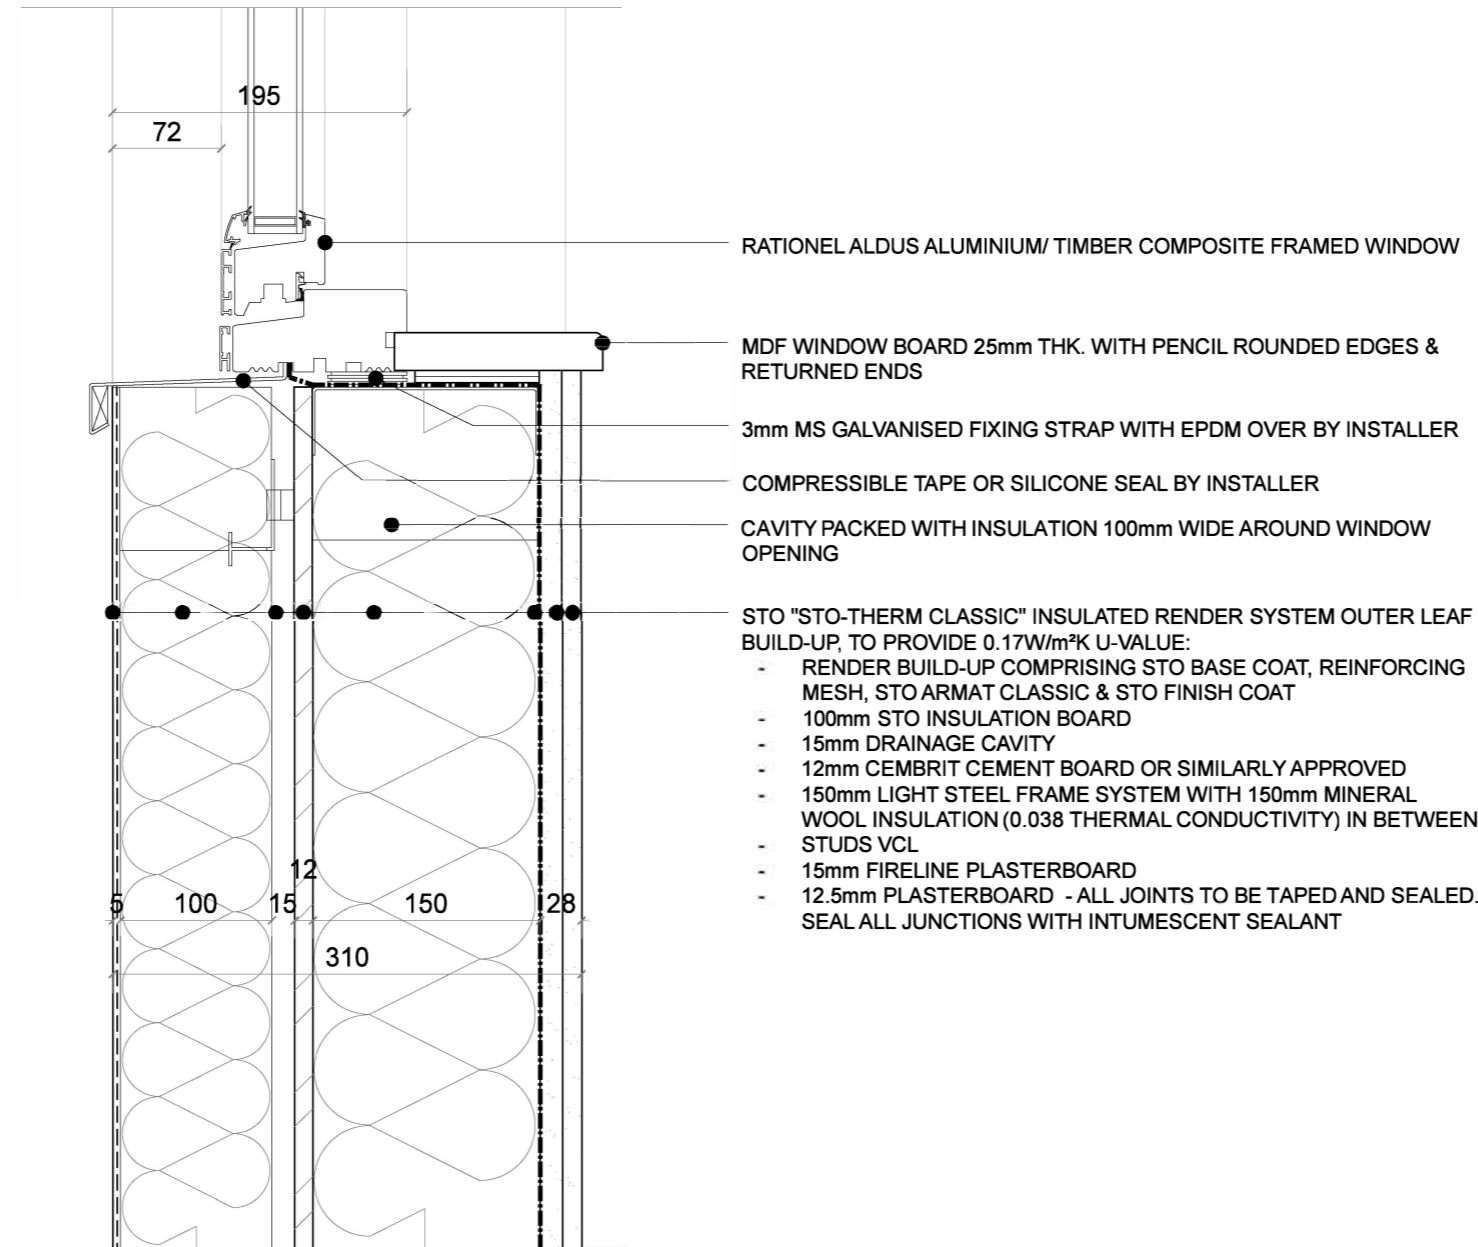 195
72
RATIONEL ALDUS ALUMINIUM/ TIMBER COMPOSITE FRAMED WINDOW
MDF WINDOW BOARD 25mm THK. WITH PENCIL ROUNDED EDGES &
RETURNED ENDS
3mm MS GALVANISED FIXING STRAP WITH EPDM OVER BY INSTALLER
COMPRESSIBLE TAPE OR SILICONE SEAL BY INSTALLER
CAVITY PACKED WITH INSULATION 100mm WIDE AROUND WINDOW
OPENING
STO "STO-THERM CLASSIC" INSULATED RENDER SYSTEM OUTER LEAF
BUILD-UP, TO PROVIDE 0.17W/m²K U-VALUE:
- RENDER BUILD-UP COMPRISING STO BASE COAT, REINFORCING
MESH, STO ARMAT CLASSIC & STO FINISH COAT
- 100mm STO INSULATION BOARD
- 15mm DRAINAGE CAVITY
- 12mm CEMBRIT CEMENT BOARD OR SIMILARLY APPROVED
- 150mm LIGHT STEEL FRAME SYSTEM WITH 150mm MINERAL
WOOL INSULATION (0.038 THERMAL CONDUCTIVITY) IN BETWEEN
- STUDS VCL
- 15mm FIRELINE PLASTERBOARD
- 12.5mm PLASTERBOARD - ALL JOINTS TO BE TAPED AND SEALED.
SEAL ALL JUNCTIONS WITH INTUMESCENT SEALANT
12
5 100 15 150 28
310